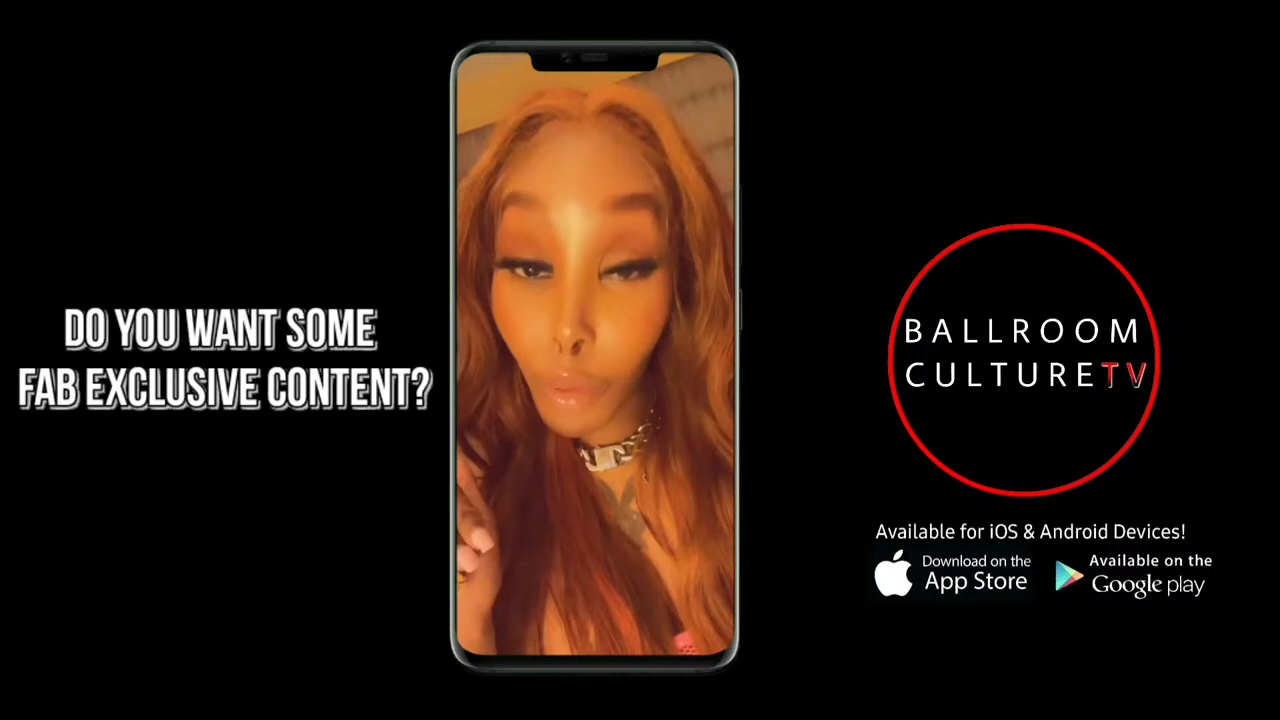 DO YOU WANT SOME
FAB EXCLUSIVE CONTENT?
BALLROOM
CULTURETV
Available for iOS & Android Devices!
Download on the
App Store
Available on the
Google play